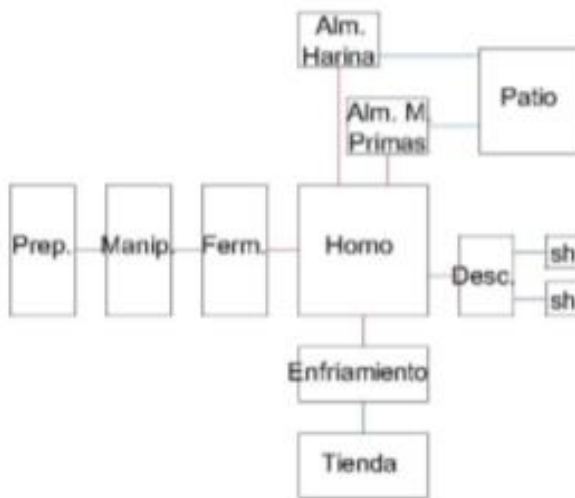 Alm.
Harina
Patio
Alm. M.
Primas
Prep.
Manip.
Ferm.
Horno
Desc.
sh
sh
Enfriamiento
Tienda